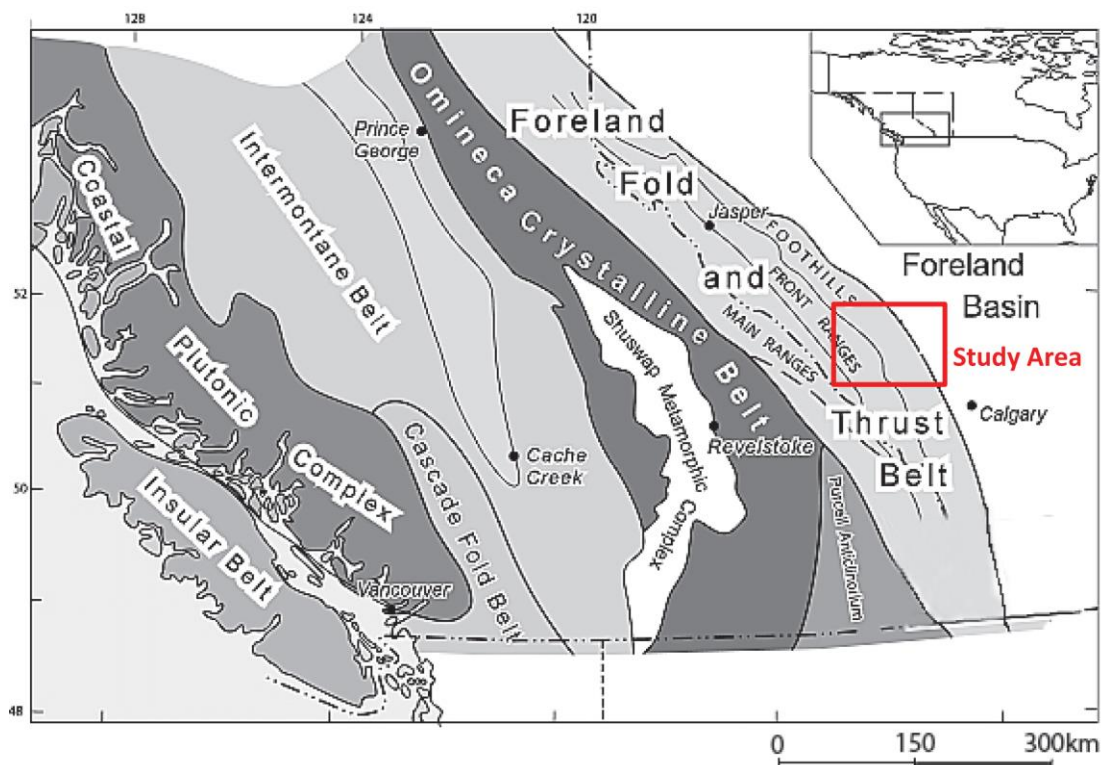 128
124
120
52
50
48
Omineca Crystalline Belt
Foreland
Fold
and
Thrust
Belt
Prince
George
Jasper
FOOTHILLS
FRONT RANGES
MAIN RANGES
Foreland
Basin
Study Area
Calgary
Coastal
Plutonic
Complex
Intermontane Belt
Shuswap Metamorphic Complex
Revelstoke
Cache
Creek
Cascade Fold Belt
Purcell Anticlinorium
Insular Belt
Vancouver
0
150
300km